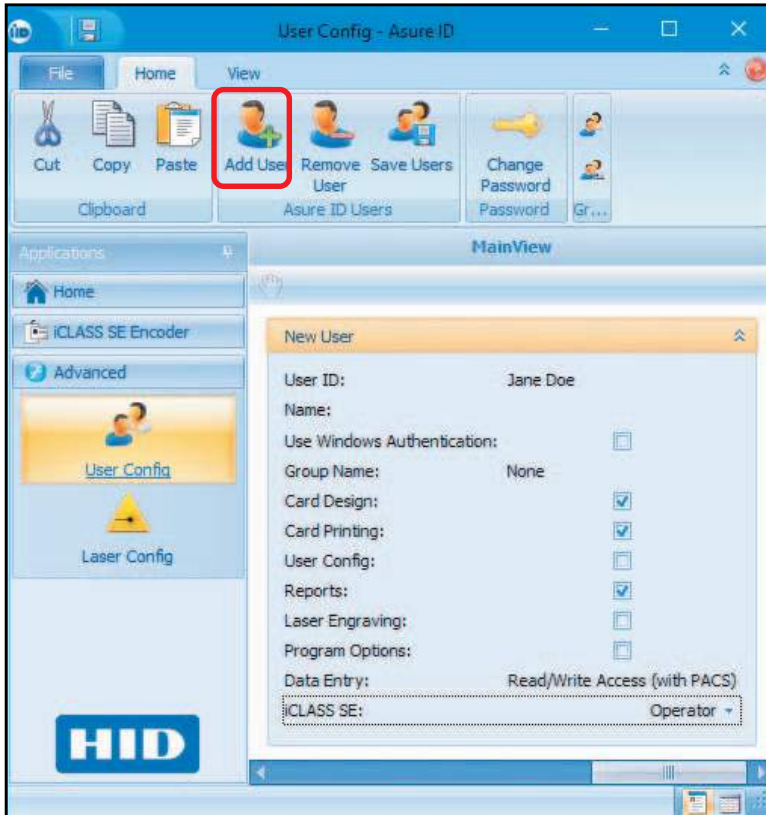 User Config - Asure ID
File Home View
Cut Copy Paste Add User Remove User Save Users Change Password
Clipboard Asure ID Users Password Gr...
Applications MainView
Home
iCLASS SE Encoder
Advanced
User Config
Laser Config
HID
New User
User ID: Jane Doe
Name:
Use Windows Authentication:
Group Name: None
Card Design:
Card Printing:
User Config:
Reports:
Laser Engraving:
Program Options:
Data Entry: Read/Write Access (with PACS)
iCLASS SE: Operator